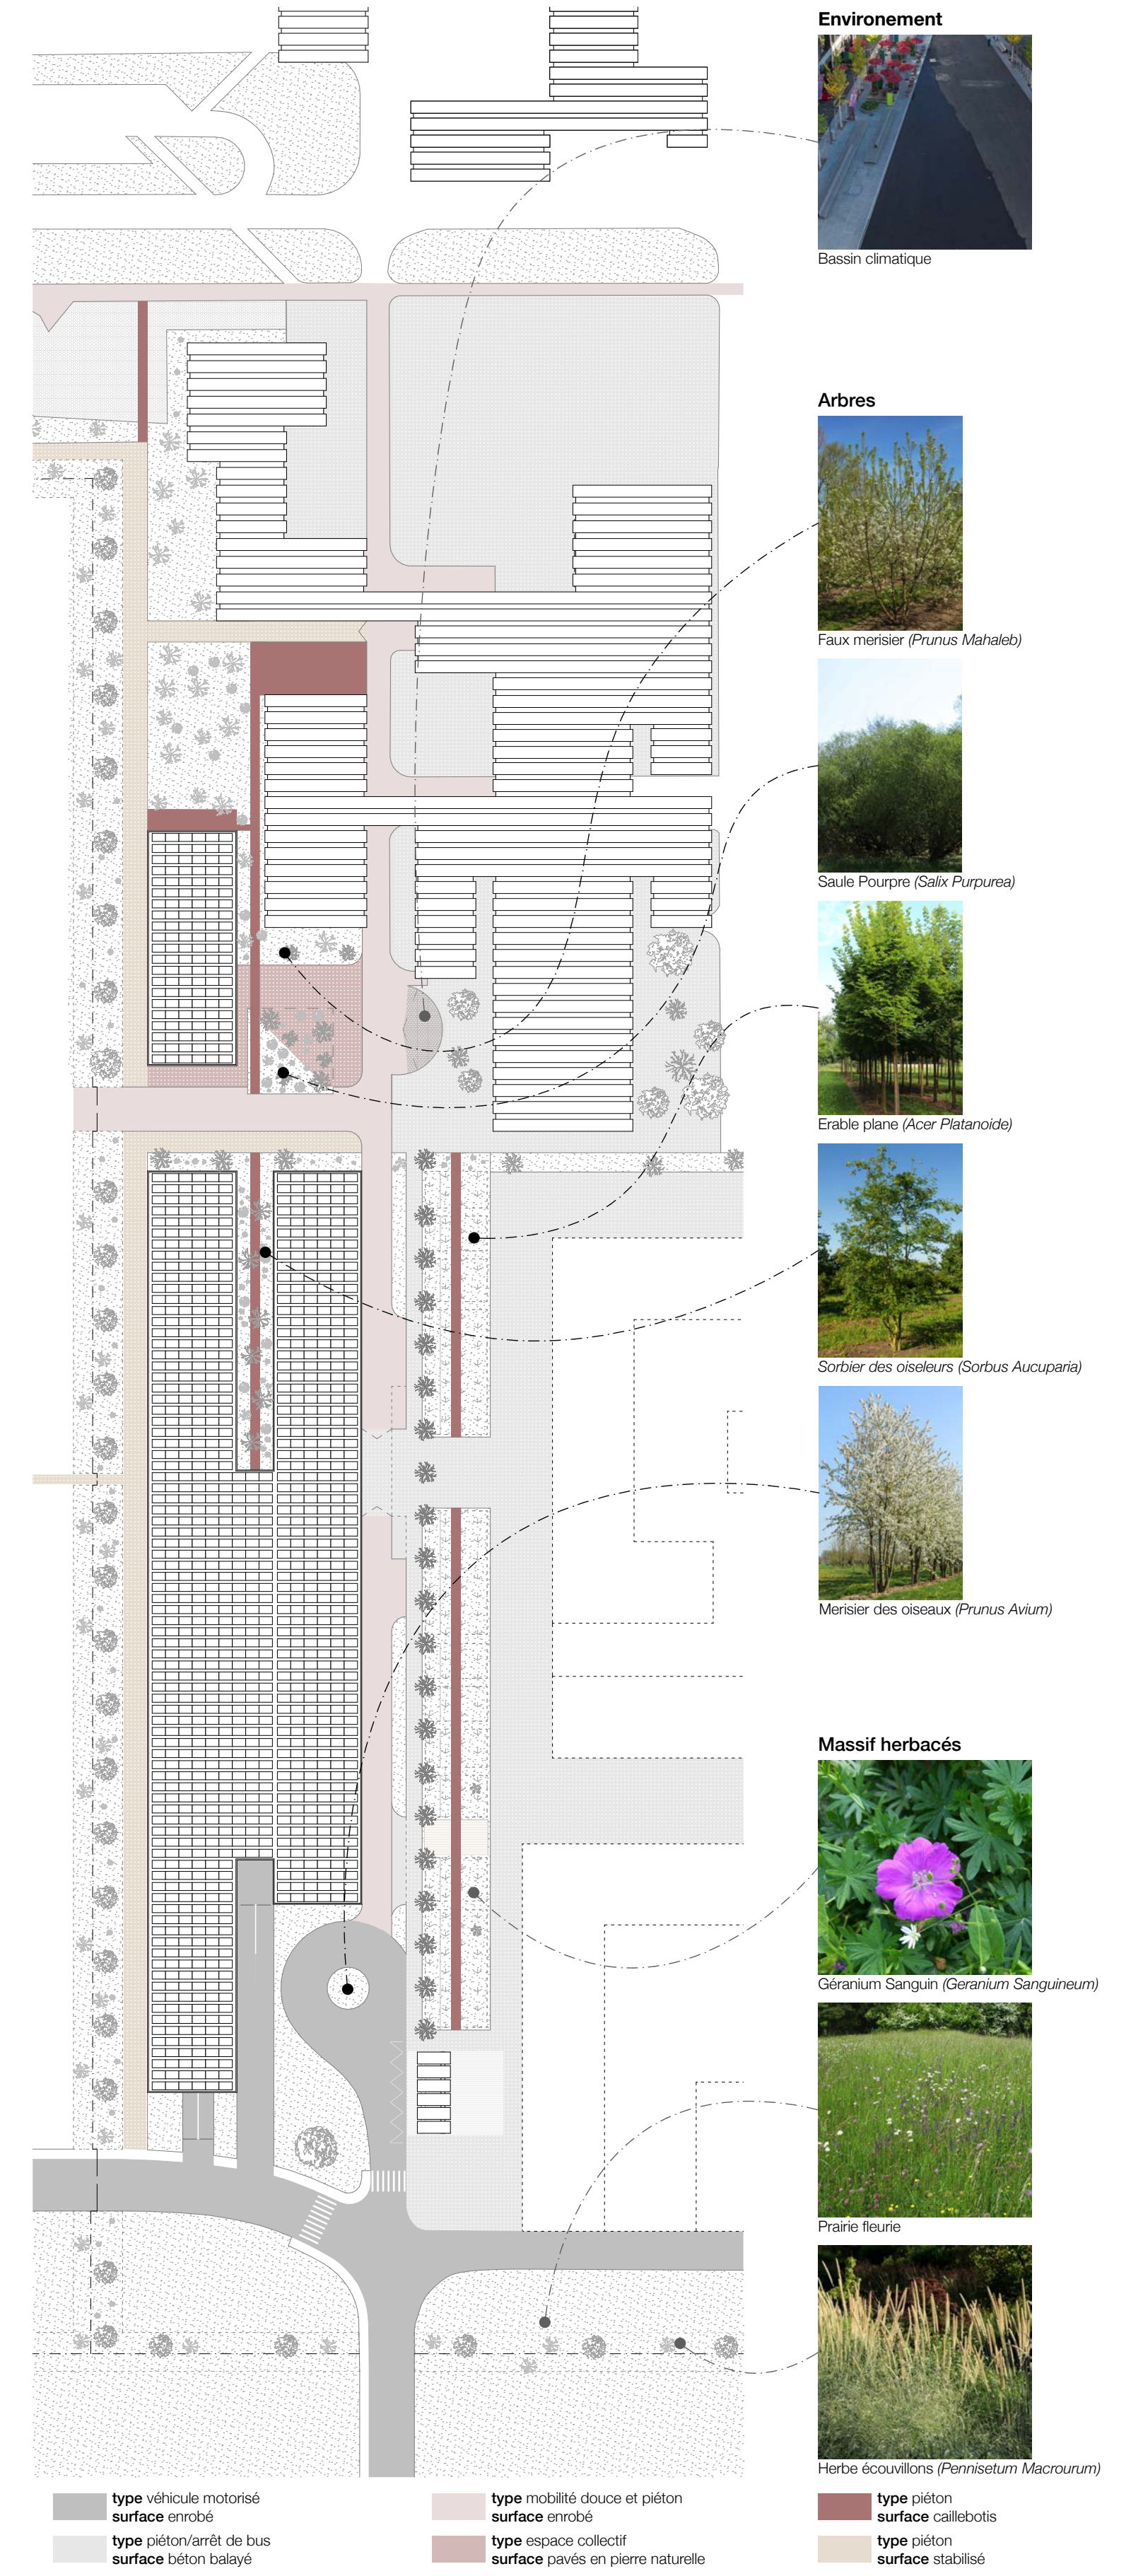 Environement
Bassin climatique
Arbres
Faux merisier (Prunus Mahaleb)
Saule Pourpre (Salix Purpurea)
Erable plane (Acer Platanoide)
Sorbier des oiseleurs (Sorbus Aucuparia)
Merisier des oiseaux (Prunus Avium)
Massif herbacés
Géranium Sanguin (Geranium Sanguineum)
Prairie fleurie
Herbe écouvillons (Pennisetum Macrourum)
type véhicule motorisé
surface enrobé
type piéton/arrêt de bus
surface béton balayé
type mobilité douce et piéton
surface enrobé
type espace collectif
surface pavés en pierre naturelle
type piéton
surface caillebotis
type piéton
surface stabilisé